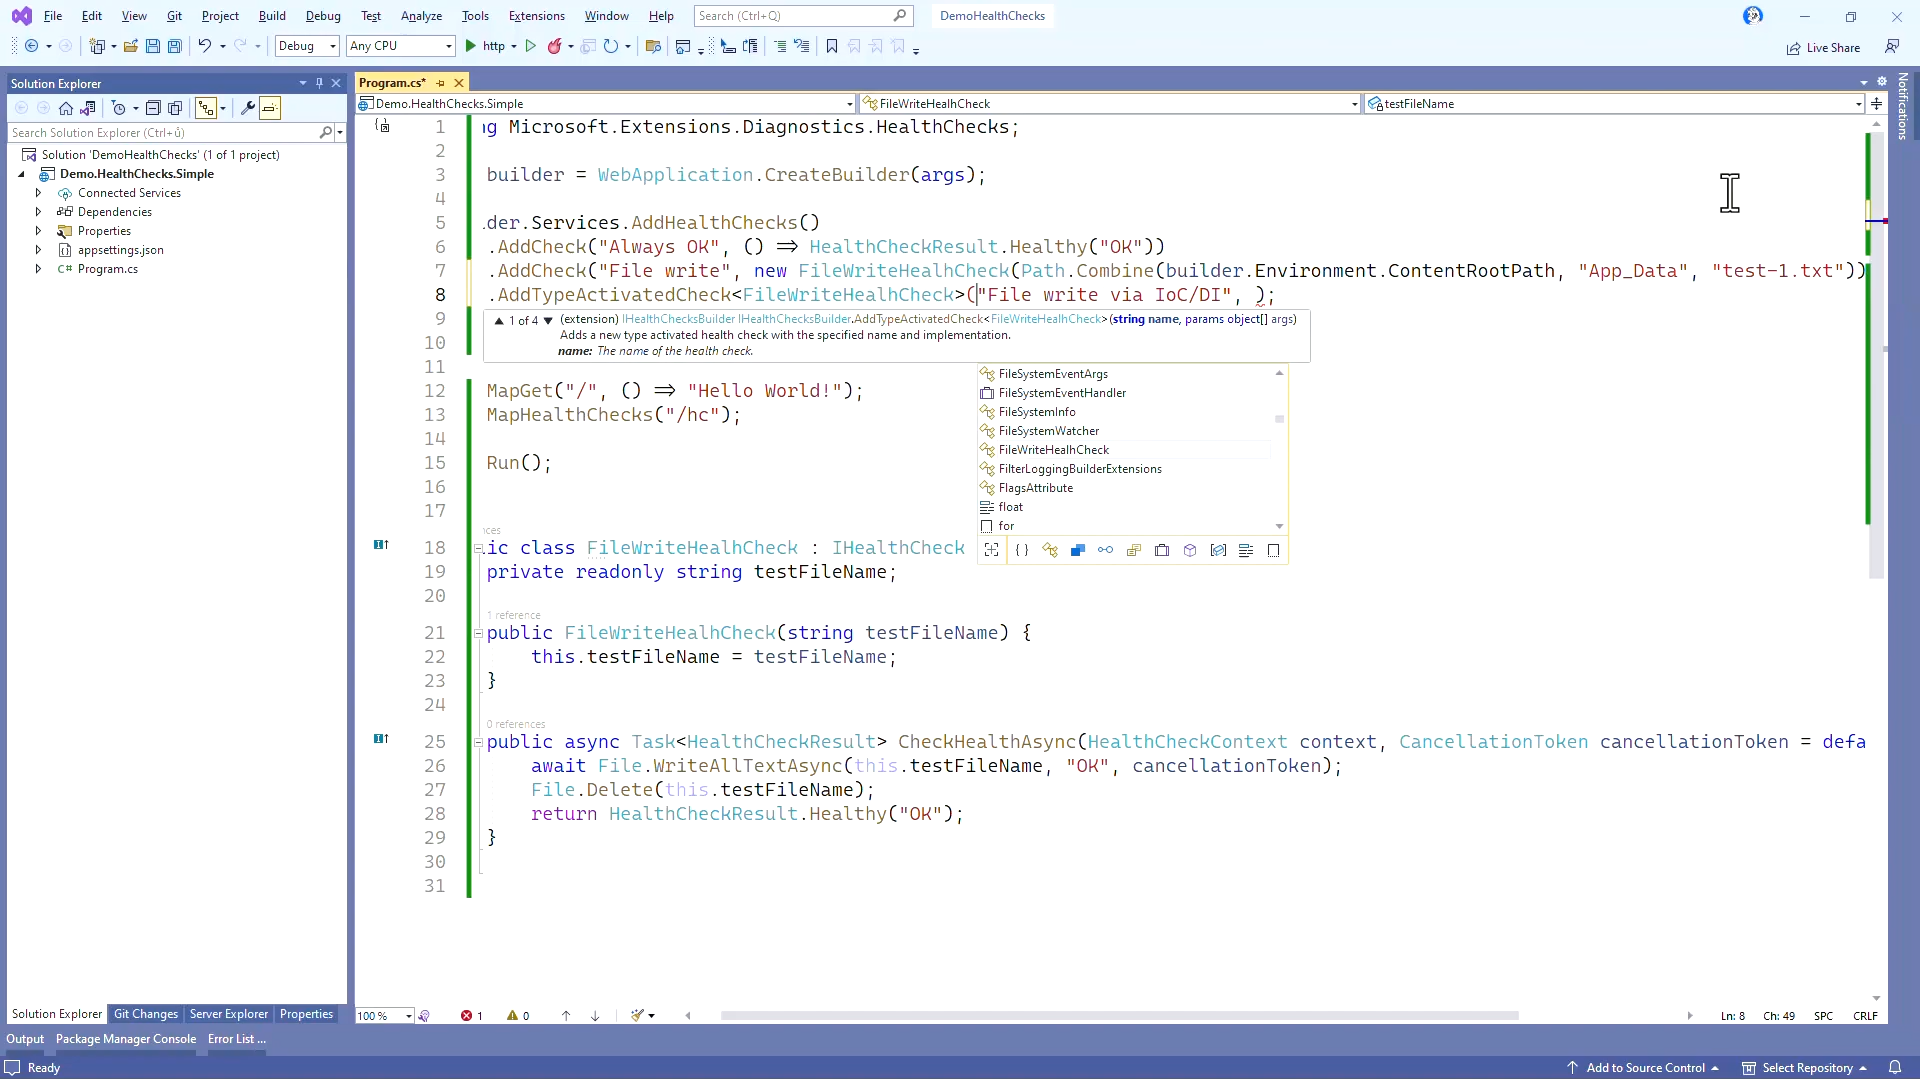 File Edit View Git Project Build Debug Test Analyze Tools Extensions Window Help Search (Ctrl+Q) DemoHealthChecks
Debug Any CPU http Live Share
Solution Explorer
Search Solution Explorer (Ctrl+ů)
Solution 'DemoHealthChecks' (1 of 1 project)
Demo.HealthChecks.Simple
Connected Services
Dependencies
Properties
appsettings.json
C# Program.cs
Solution Explorer Git Changes Server Explorer Properties
Program.cs*
Demo.HealthChecks.Simple FileWriteHealhCheck testFileName
Notifications
1 ng Microsoft.Extensions.Diagnostics.HealthChecks;
2
3 builder = WebApplication.CreateBuilder(args);
4
5 der.Services.AddHealthChecks()
6 .AddCheck("Always OK", () => HealthCheckResult.Healthy("OK"))
7 .AddCheck("File write", new FileWriteHealhCheck(Path.Combine(builder.Environment.ContentRootPath, "App_Data", "test-1.txt"))
8 .AddTypeActivatedCheck<FileWriteHealhCheck>("File write via IoC/DI", );
9
10
11
12 MapGet("/", () => "Hello World!");
13 MapHealthChecks("/hc");
14
15 Run();
16
17
nces
18 lic class FileWriteHealhCheck : IHealthCheck
19 private readonly string testFileName;
20
1 reference
21 public FileWriteHealhCheck(string testFileName) {
22 this.testFileName = testFileName;
23 }
24
0 references
25 public async Task<HealthCheckResult> CheckHealthAsync(HealthCheckContext context, CancellationToken cancellationToken = defa
26 await File.WriteAllTextAsync(this.testFileName, "OK", cancellationToken);
27 File.Delete(this.testFileName);
28 return HealthCheckResult.Healthy("OK");
29 }
30
31
▲ 1 of 4 ▼ (extension) IHealthChecksBuilder IHealthChecksBuilder.AddTypeActivatedCheck<FileWriteHealhCheck>(string name, params object[] args)
Adds a new type activated health check with the specified name and implementation.
name: The name of the health check.
FileSystemEventArgs
FileSystemEventHandler
FileSystemInfo
FileSystemWatcher
FileWriteHealhCheck
FilterLoggingBuilderExtensions
FlagsAttribute
float
for
100 % 1 0 Ln: 8 Ch: 49 SPC CRLF
Output Package Manager Console Error List ...
Ready Add to Source Control Select Repository